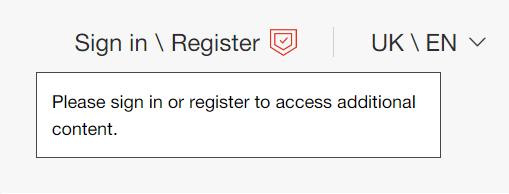 Sign in \ Register
UK \ EN
Please sign in or register to access additional
content.